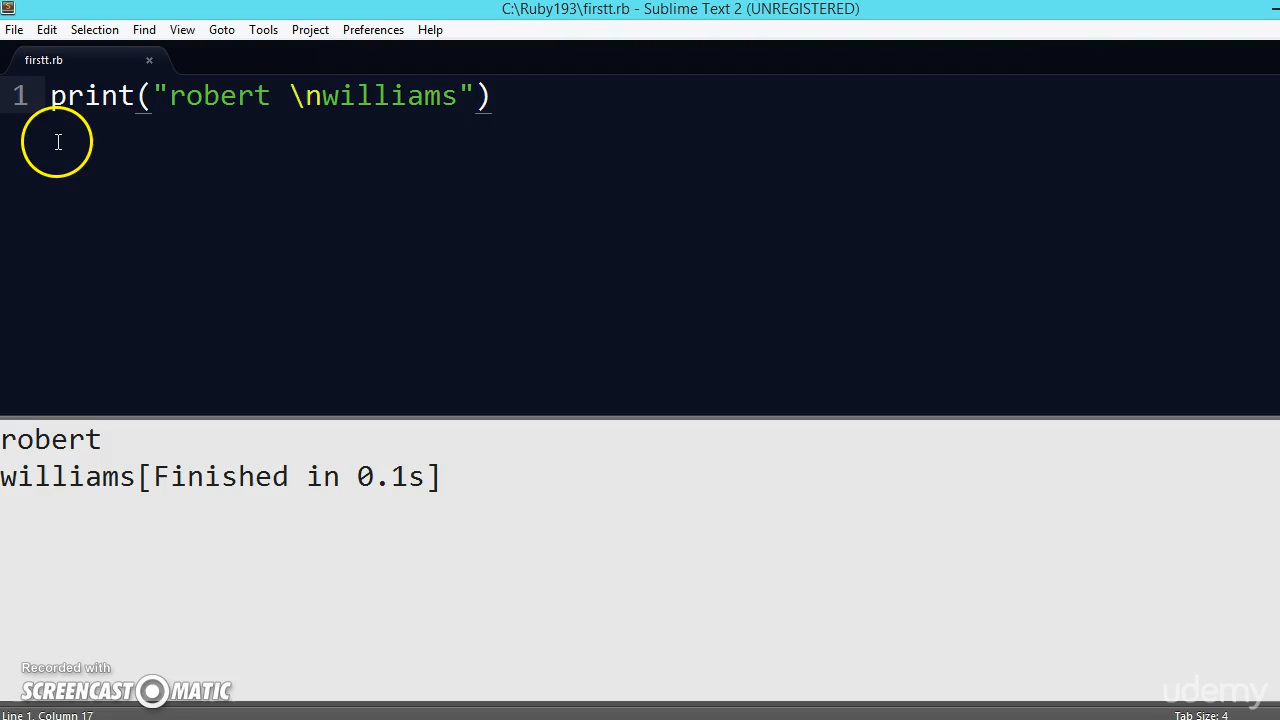 C:\Ruby193\firstt.rb - Sublime Text 2 (UNREGISTERED)
File Edit Selection Find View Goto Tools Project Preferences Help
firstt.rb ×
1 print("robert \nwilliams")
robert
williams[Finished in 0.1s]
Recorded with
SCREENCAST MATIC
udemy
Line 1, Column 17 Tab Size: 4